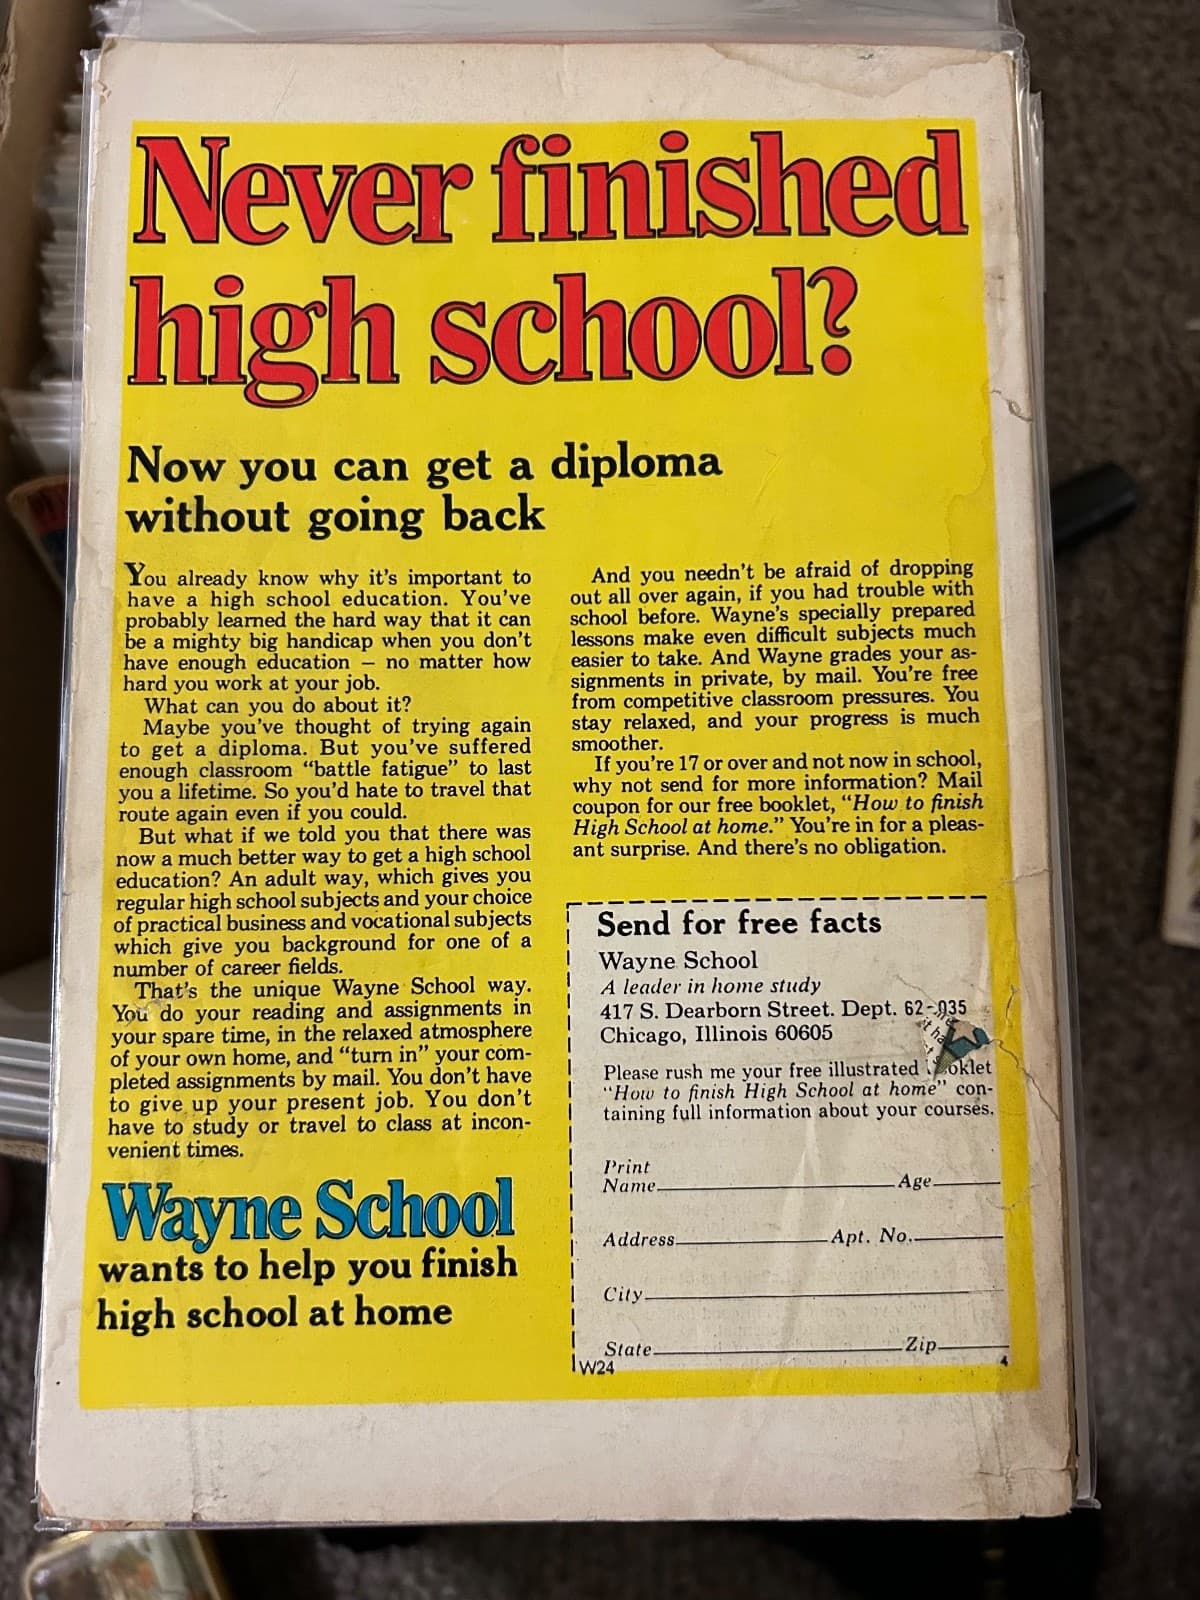 Never finished
high school?
Now you can get a diploma
without going back
You already know why it's important to
have a high school education. You've
probably learned the hard way that it can
be a mighty big handicap when you don't
have enough education – no matter how
hard you work at your job.
What can you do about it?
Maybe you've thought of trying again
to get a diploma. But you've suffered
enough classroom "battle fatigue" to last
you a lifetime. So you'd hate to travel that
route again even if you could.
But what if we told you that there was
now a much better way to get a high school
education? An adult way, which gives you
regular high school subjects and your choice
of practical business and vocational subjects
which give you background for one of a
number of career fields.
That's the unique Wayne School way.
You do your reading and assignments in
your spare time, in the relaxed atmosphere
of your own home, and "turn in" your com-
pleted assignments by mail. You don't have
to give up your present job. You don't
have to study or travel to class at incon-
venient times.
Wayne School
wants to help you finish
high school at home
And you needn't be afraid of dropping
out all over again, if you had trouble with
school before. Wayne's specially prepared
lessons make even difficult subjects much
easier to take. And Wayne grades your as-
signments in private, by mail. You're free
from competitive classroom pressures. You
stay relaxed, and your progress is much
smoother.
If you're 17 or over and not now in school,
why not send for more information? Mail
coupon for our free booklet, "How to finish
High School at home." You're in for a pleas-
ant surprise. And there's no obligation.
Send for free facts
Wayne School
A leader in home study
417 S. Dearborn Street. Dept. 62-035
Chicago, Illinois 60605
Please rush me your free illustrated oklet
"How to finish High School at home" con-
taining full information about your courses.
Print
Name Age
Address Apt. No.
City
State Zip
W24 4